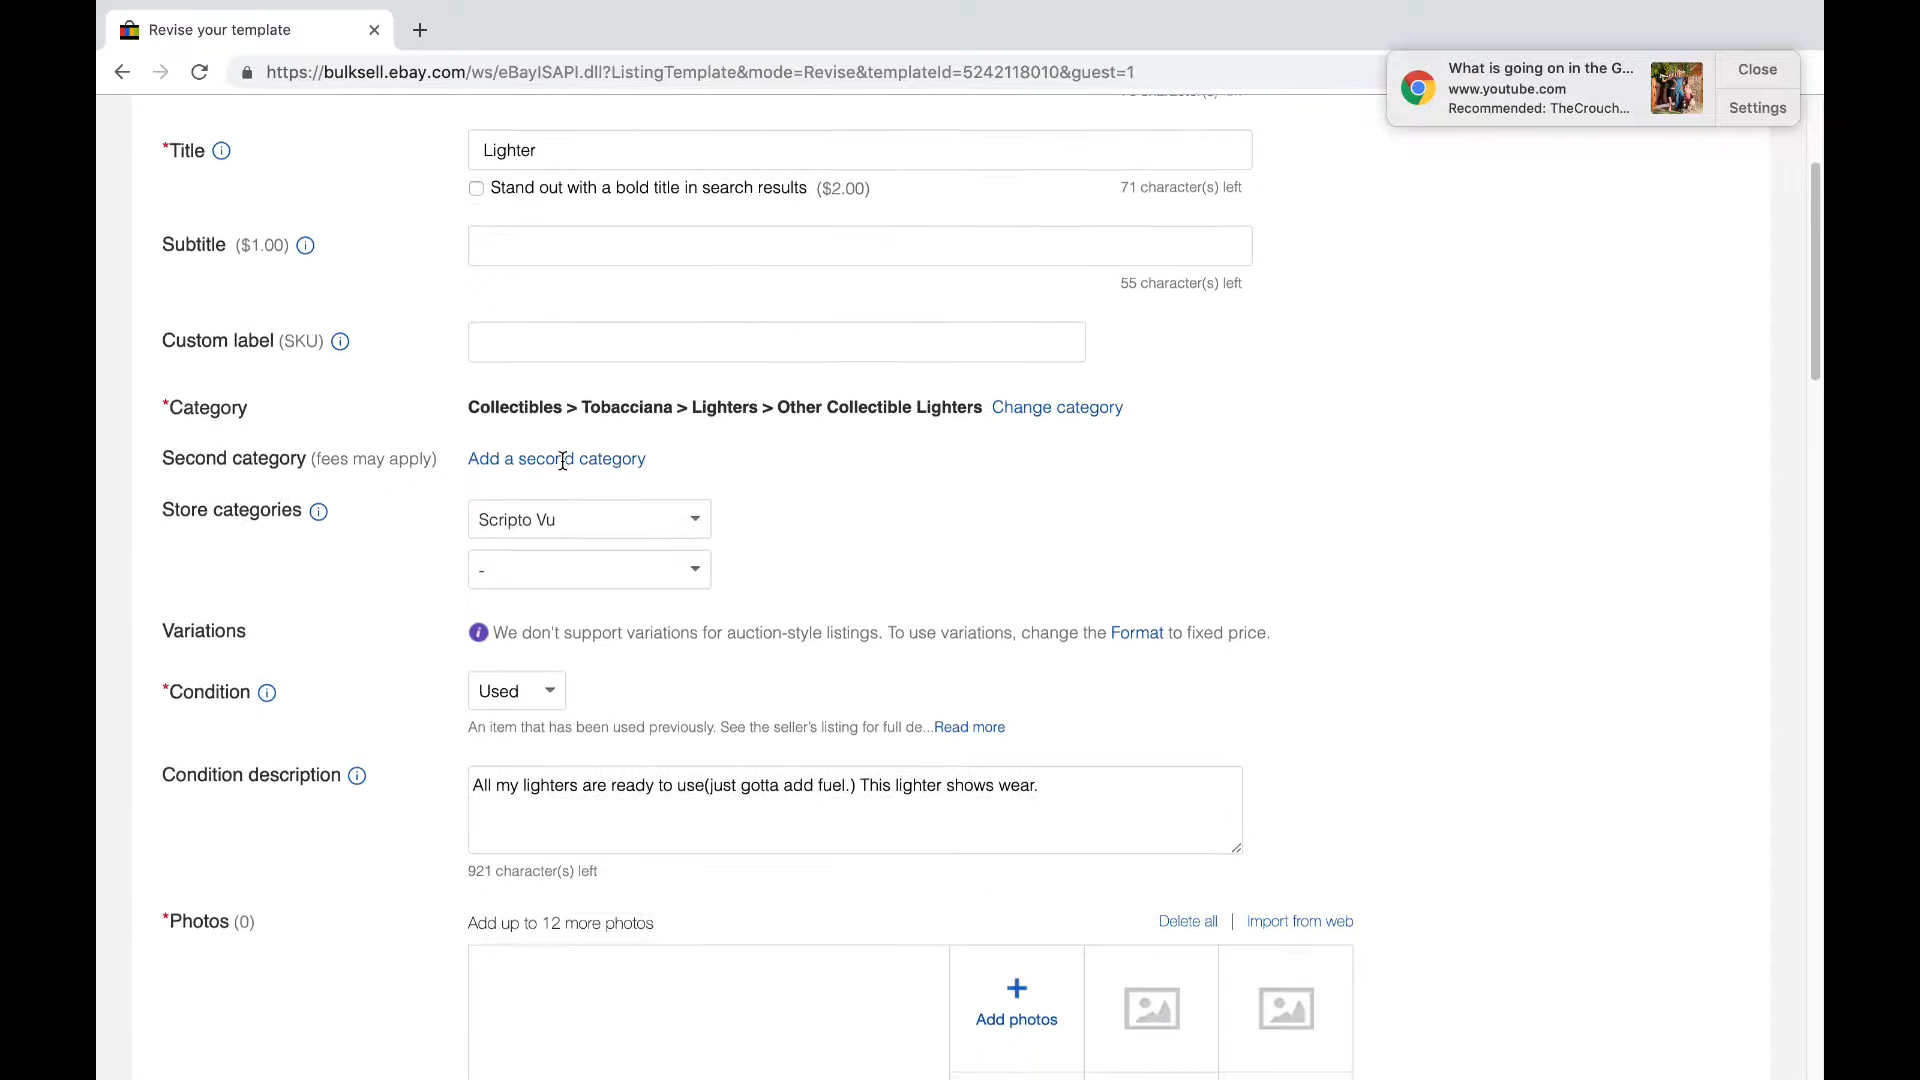 Revise your template
https://bulksell.ebay.com/ws/eBayISAPI.dll?ListingTemplate&mode=Revise&templateId=5242118010&guest=1
What is going on in the G...
www.youtube.com
Recommended: TheCrouch...
Close
Settings
*Title
Lighter
Stand out with a bold title in search results ($2.00)
71 character(s) left
Subtitle ($1.00)
55 character(s) left
Custom label (SKU)
*Category
Collectibles > Tobacciana > Lighters > Other Collectible Lighters Change category
Second category (fees may apply)
Add a second category
Store categories
Scripto Vu
-
Variations
We don't support variations for auction-style listings. To use variations, change the Format to fixed price.
*Condition
Used
An item that has been used previously. See the seller's listing for full de...Read more
Condition description
All my lighters are ready to use(just gotta add fuel.) This lighter shows wear.
921 character(s) left
*Photos (0)
Add up to 12 more photos
Delete all | Import from web
Add photos